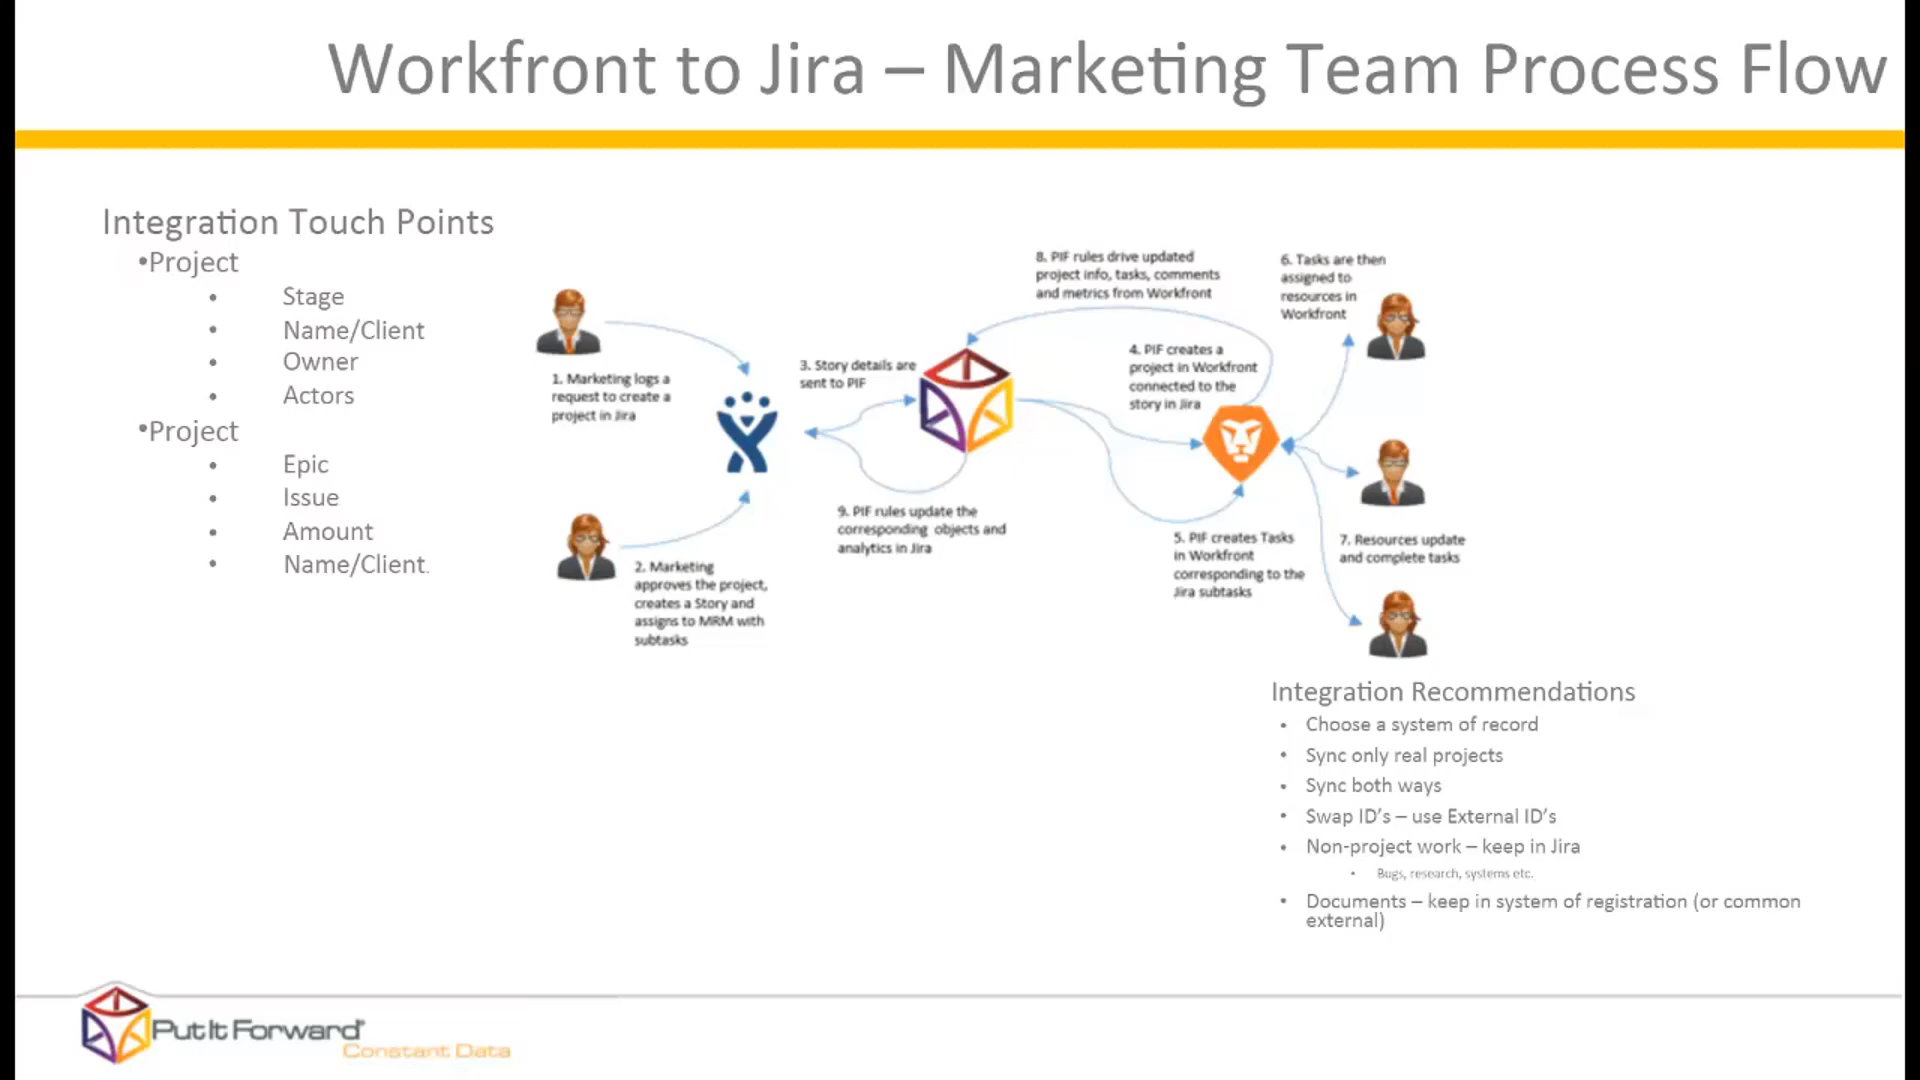 Workfront to Jira – Marketing Team Process Flow
Integration Touch Points
•Project
• Stage
• Name/Client
• Owner
• Actors
•Project
• Epic
• Issue
• Amount
• Name/Client.
1. Marketing logs a
request to create a
project in Jira
2. Marketing
approves the project,
creates a Story and
assigns to MRM with
subtasks
3. Story details are
sent to PIF
4. PIF creates a
project in Workfront
connected to the
story in Jira
5. PIF creates Tasks
in Workfront
corresponding to the
Jira subtasks
6. Tasks are then
assigned to
resources in
Workfront
7. Resources update
and complete tasks
8. PIF rules drive updated
project info, tasks, comments
and metrics from Workfront
9. PIF rules update the
corresponding objects and
analytics in Jira
Integration Recommendations
• Choose a system of record
• Sync only real projects
• Sync both ways
• Swap ID’s – use External ID’s
• Non-project work – keep in Jira
• Bugs, research, systems etc.
• Documents – keep in system of registration (or common
external)
Put It Forward®
Constant Data